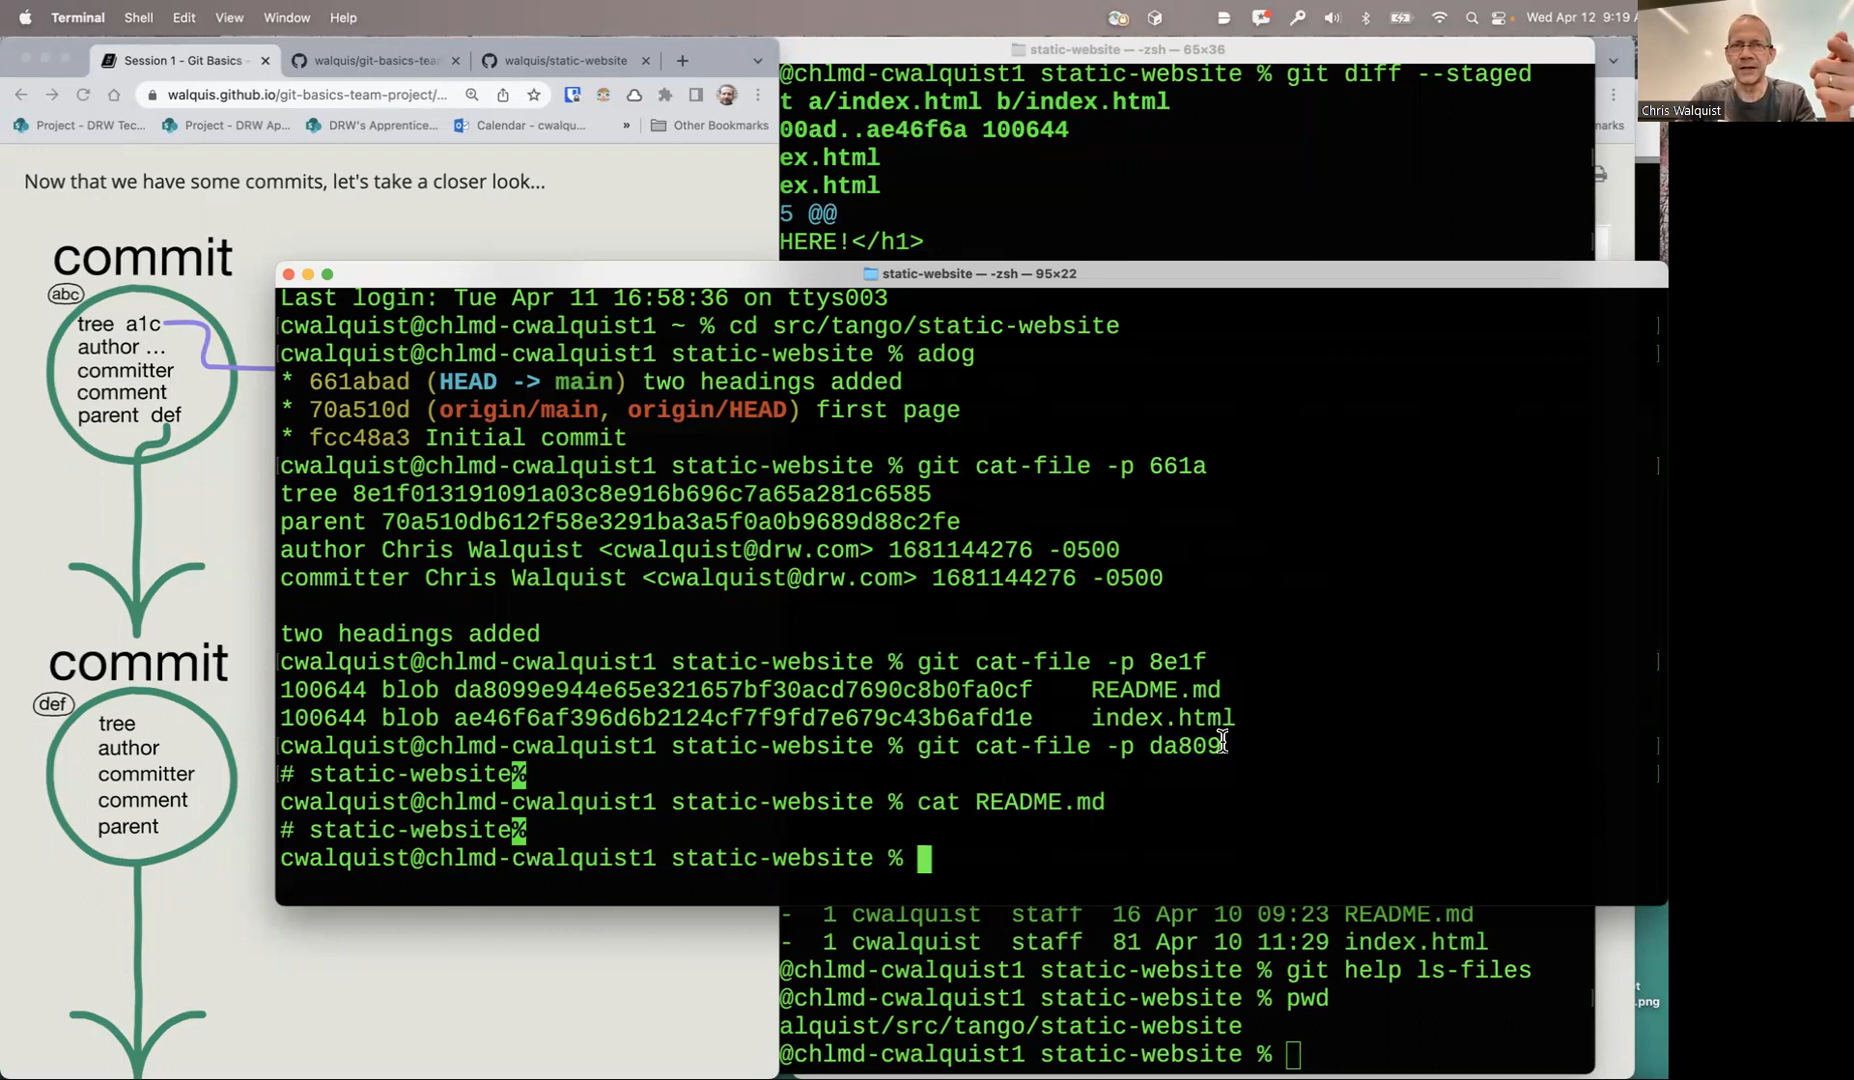 Terminal Shell Edit View Window Help
Wed Apr 12 9:19
Session 1 - Git Basics -
walquis/git-basics-tea
walquis/static-website
static-website — -zsh — 65×36
walquis.github.io/git-basics-team-project/...
Project - DRW Tec...
Project - DRW Ap...
DRW's Apprentice...
Calendar - cwalqu...
»
Other Bookmarks
Chris Walquist
@chlmd-cwalquist1 static-website % git diff --staged
t a/index.html b/index.html
00ad..ae46f6a 100644
ex.html
ex.html
5 @@
HERE!</h1>
Now that we have some commits, let's take a closer look...
commit
abc
tree a1c
author ...
committer
comment
parent def
commit
def
tree
author
committer
comment
parent
static-website — -zsh — 95×22
Last login: Tue Apr 11 16:58:36 on ttys003
cwalquist@chlmd-cwalquist1 ~ % cd src/tango/static-website
cwalquist@chlmd-cwalquist1 static-website % adog
* 661abad (HEAD -> main) two headings added
* 70a510d (origin/main, origin/HEAD) first page
* fcc48a3 Initial commit
cwalquist@chlmd-cwalquist1 static-website % git cat-file -p 661a
tree 8e1f013191091a03c8e916b696c7a65a281c6585
parent 70a510db612f58e3291ba3a5f0a0b9689d88c2fe
author Chris Walquist <cwalquist@drw.com> 1681144276 -0500
committer Chris Walquist <cwalquist@drw.com> 1681144276 -0500
two headings added
cwalquist@chlmd-cwalquist1 static-website % git cat-file -p 8e1f
100644 blob da8099e944e65e321657bf30acd7690c8b0fa0cf README.md
100644 blob ae46f6af396d6b2124cf7f9fd7e679c43b6afd1e index.html
cwalquist@chlmd-cwalquist1 static-website % git cat-file -p da809
# static-website%
cwalquist@chlmd-cwalquist1 static-website % cat README.md
# static-website%
cwalquist@chlmd-cwalquist1 static-website %
- 1 cwalquist staff 16 Apr 10 09:23 README.md
- 1 cwalquist staff 81 Apr 10 11:29 index.html
@chlmd-cwalquist1 static-website % git help ls-files
@chlmd-cwalquist1 static-website % pwd
alquist/src/tango/static-website
@chlmd-cwalquist1 static-website %
.png